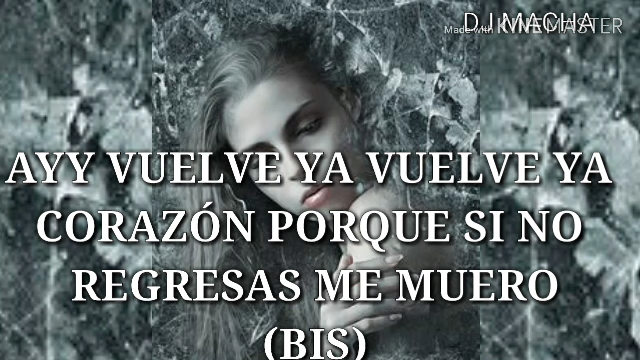 DJ MACHA
Made with KINEMASTER
AYY VUELVE YA VUELVE YA
CORAZÓN PORQUE SI NO
REGRESAS ME MUERO
(BIS)